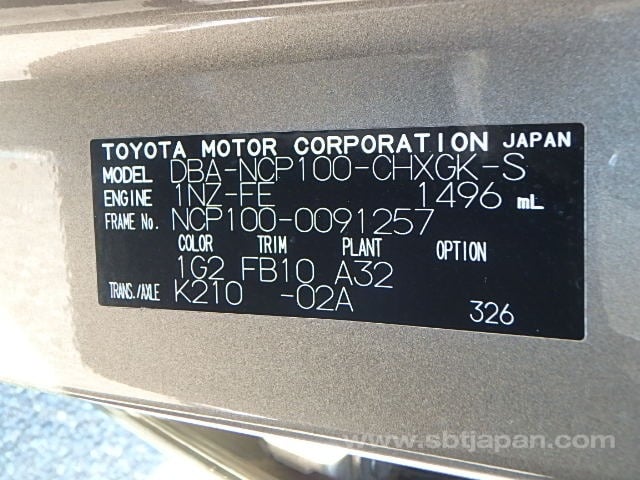 TOYOTA MOTOR CORPORATION JAPAN
MODEL DBA-NCP100-CHXGK-S
ENGINE 1NZ-FE 1496 mL
FRAME No. NCP100-0091257
COLOR TRIM PLANT OPTION
1G2 FB10 A32
TRANS./AXLE K210 -02A 326
www.sbtjapan.com